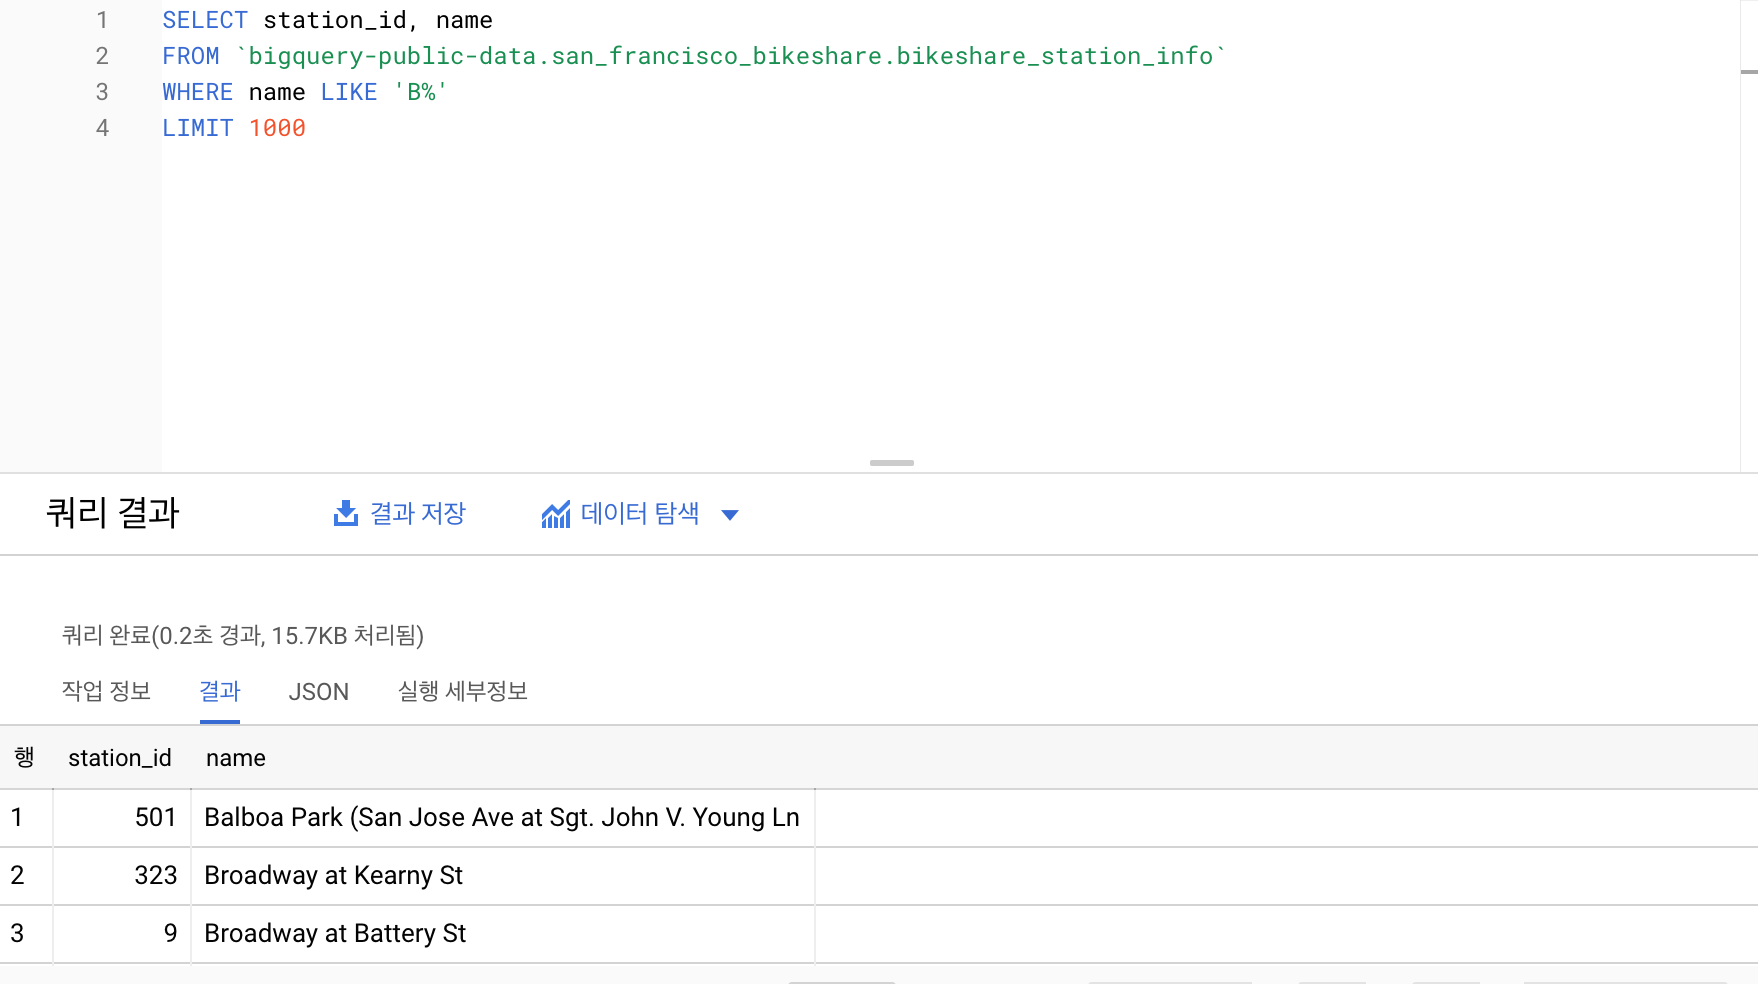 1 SELECT station_id, name
2 FROM `bigquery-public-data.san_francisco_bikeshare.bikeshare_station_info`
3 WHERE name LIKE 'B%'
4 LIMIT 1000
쿼리 결과 결과 저장 데이터 탐색
쿼리 완료(0.2초 경과, 15.7KB 처리됨)
작업 정보 결과 JSON 실행 세부정보
행 station_id name
1 501 Balboa Park (San Jose Ave at Sgt. John V. Young Ln
2 323 Broadway at Kearny St
3 9 Broadway at Battery St